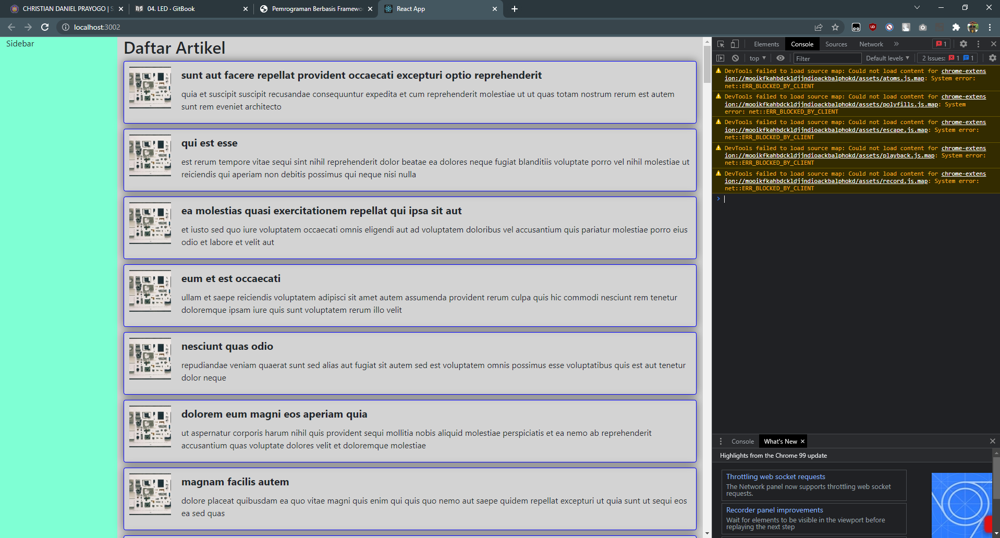 CHRISTIAN DANIEL PRAYOGO | S
04. LED · GitBook
Pemrograman Berbasis Framewo
React App
localhost:3002
Sidebar
Daftar Artikel
sunt aut facere repellat provident occaecati excepturi optio reprehenderit
quia et suscipit suscipit recusandae consequuntur expedita et cum reprehenderit molestiae ut ut quas totam nostrum rerum est autem
sunt rem eveniet architecto
qui est esse
est rerum tempore vitae sequi sint nihil reprehenderit dolor beatae ea dolores neque fugiat blanditiis voluptate porro vel nihil molestiae ut
reiciendis qui aperiam non debitis possimus qui neque nisi nulla
ea molestias quasi exercitationem repellat qui ipsa sit aut
et iusto sed quo iure voluptatem occaecati omnis eligendi aut ad voluptatem doloribus vel accusantium quis pariatur molestiae porro eius
odio et labore et velit aut
eum et est occaecati
ullam et saepe reiciendis voluptatem adipisci sit amet autem assumenda provident rerum culpa quis hic commodi nesciunt rem tenetur
doloremque ipsam iure quis sunt voluptatem rerum illo velit
nesciunt quas odio
repudiandae veniam quaerat sunt sed alias aut fugiat sit autem sed est voluptatem omnis possimus esse voluptatibus quis est aut tenetur
dolor neque
dolorem eum magni eos aperiam quia
ut aspernatur corporis harum nihil quis provident sequi mollitia nobis aliquid molestiae perspiciatis et ea nemo ab reprehenderit
accusantium quas voluptate dolores velit et doloremque molestiae
magnam facilis autem
dolore placeat quibusdam ea quo vitae magni quis enim qui quis quo nemo aut saepe quidem repellat excepturi ut quia sunt ut sequi eos
ea sed quas
Elements
Console
Sources
Network
1
top
Filter
Default levels
2 Issues: 1 1
DevTools failed to load source map: Could not load content for chrome-extens
ion://mooikfkahbdckldjjndioackbalphokd/assets/atoms.js.map: System error:
net::ERR_BLOCKED_BY_CLIENT
DevTools failed to load source map: Could not load content for chrome-extens
ion://mooikfkahbdckldjjndioackbalphokd/assets/polyfills.js.map: System
error: net::ERR_BLOCKED_BY_CLIENT
DevTools failed to load source map: Could not load content for chrome-extens
ion://mooikfkahbdckldjjndioackbalphokd/assets/escape.js.map: System error:
net::ERR_BLOCKED_BY_CLIENT
DevTools failed to load source map: Could not load content for chrome-extens
ion://mooikfkahbdckldjjndioackbalphokd/assets/playback.js.map: System error:
net::ERR_BLOCKED_BY_CLIENT
DevTools failed to load source map: Could not load content for chrome-extens
ion://mooikfkahbdckldjjndioackbalphokd/assets/record.js.map: System error:
net::ERR_BLOCKED_BY_CLIENT
Console
What's New
Highlights from the Chrome 99 update
Throttling web socket requests
The Network panel now supports throttling web socket
requests.
Recorder panel improvements
Wait for elements to be visible in the viewport before
replaying the next step